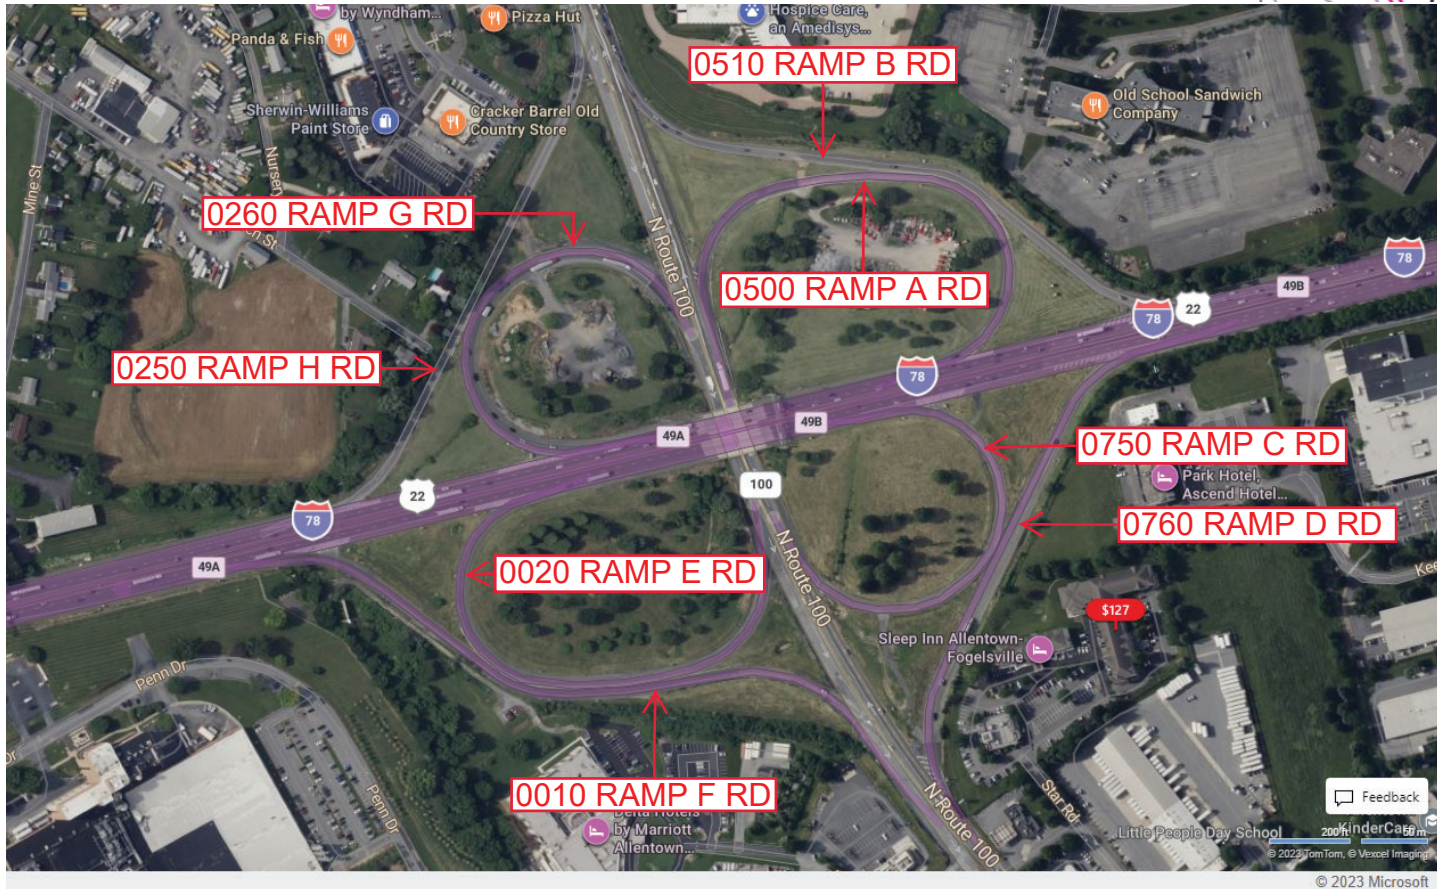 by Wyndham...
Pizza Hut
Hospice Care,
an Amedisys...
Panda & Fish
0510 RAMP B RD
Sherwin-Williams
Paint Store
Cracker Barrel Old
Country Store
Old School Sandwich
Company
Mine St
Nursery
0260 RAMP G RD
N Route 100
0500 RAMP A RD
78
49B
22
78
0250 RAMP H RD
78
49A
49B
0750 RAMP C RD
Park Hotel,
Ascend Hotel...
22
100
78
0760 RAMP D RD
49A
0020 RAMP E RD
N Route 100
$127
Sleep Inn Allentown-
Fogelsville
Penn Dr
0010 RAMP F RD
Penn Dr
Delta Hotels
by Marriott
Allentown...
N Route 100
Star Rd
Feedback
Little People Day School
KinderCare
200 ft
50 m
© 2023 TomTom, © Vexcel Imaging
© 2023 Microsoft